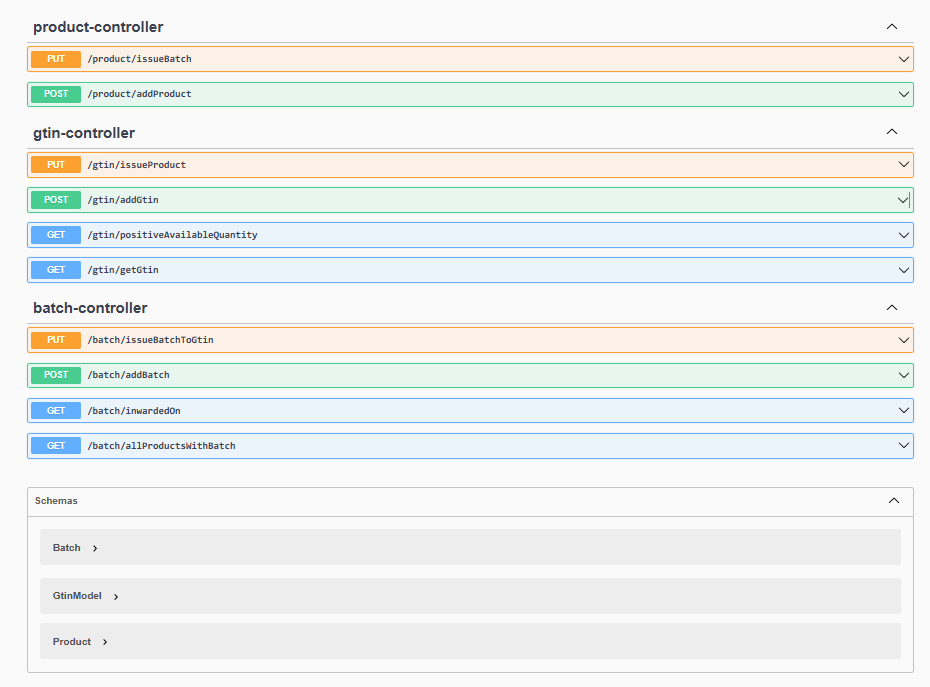 product-controller
PUT /product/issueBatch
POST /product/addProduct
gtin-controller
PUT /gtin/issueProduct
POST /gtin/addGtin
GET /gtin/positiveAvailableQuantity
GET /gtin/getGtin
batch-controller
PUT /batch/issueBatchToGtin
POST /batch/addBatch
GET /batch/inwardedOn
GET /batch/allProductsWithBatch
Schemas
Batch
GtinModel
Product